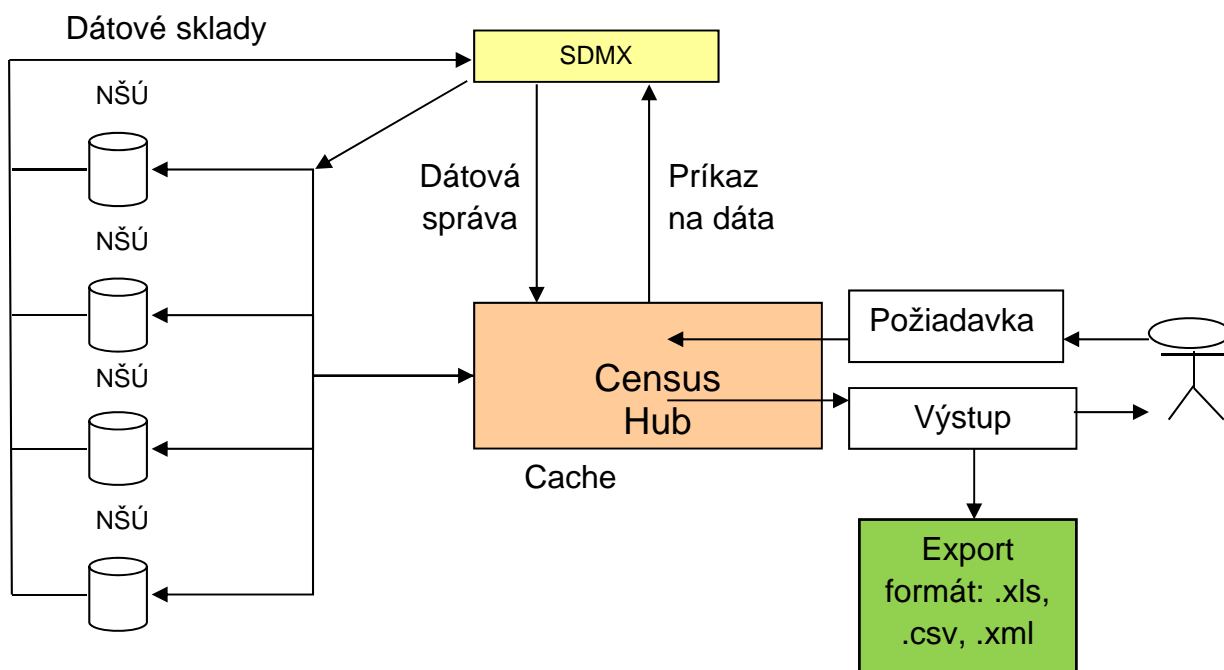 Dátové sklady
SDMX
NŠÚ
Dátová
správa
Príkaz
na dáta
NŠÚ
Požiadavka
NŠÚ
Census
Hub
Výstup
Cache
NŠÚ
Export
formát: .xls,
.csv, .xml